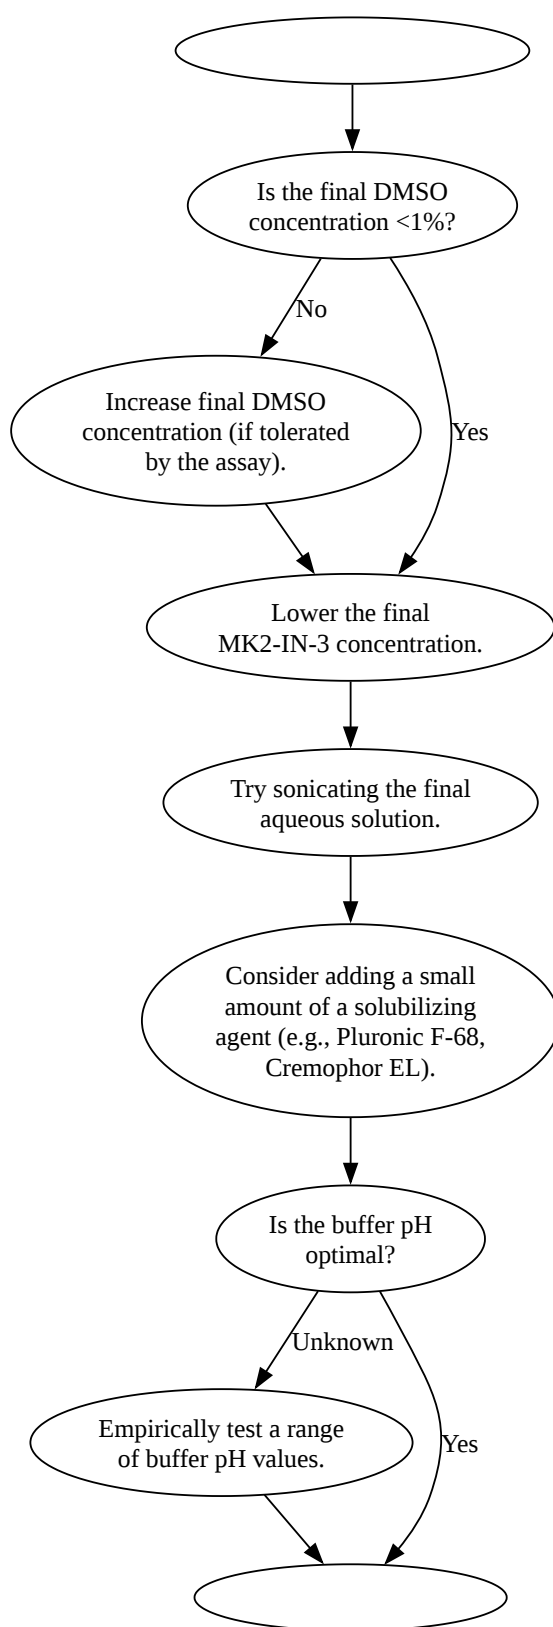 Is the final DMSO
concentration <1%?
No
Increase final DMSO
concentration (if tolerated
by the assay).
Yes
Lower the final
MK2-IN-3 concentration.
Try sonicating the final
aqueous solution.
Consider adding a small
amount of a solubilizing
agent (e.g., Pluronic F-68,
Cremophor EL).
Is the buffer pH
optimal?
Unknown
Empirically test a range
of buffer pH values.
Yes